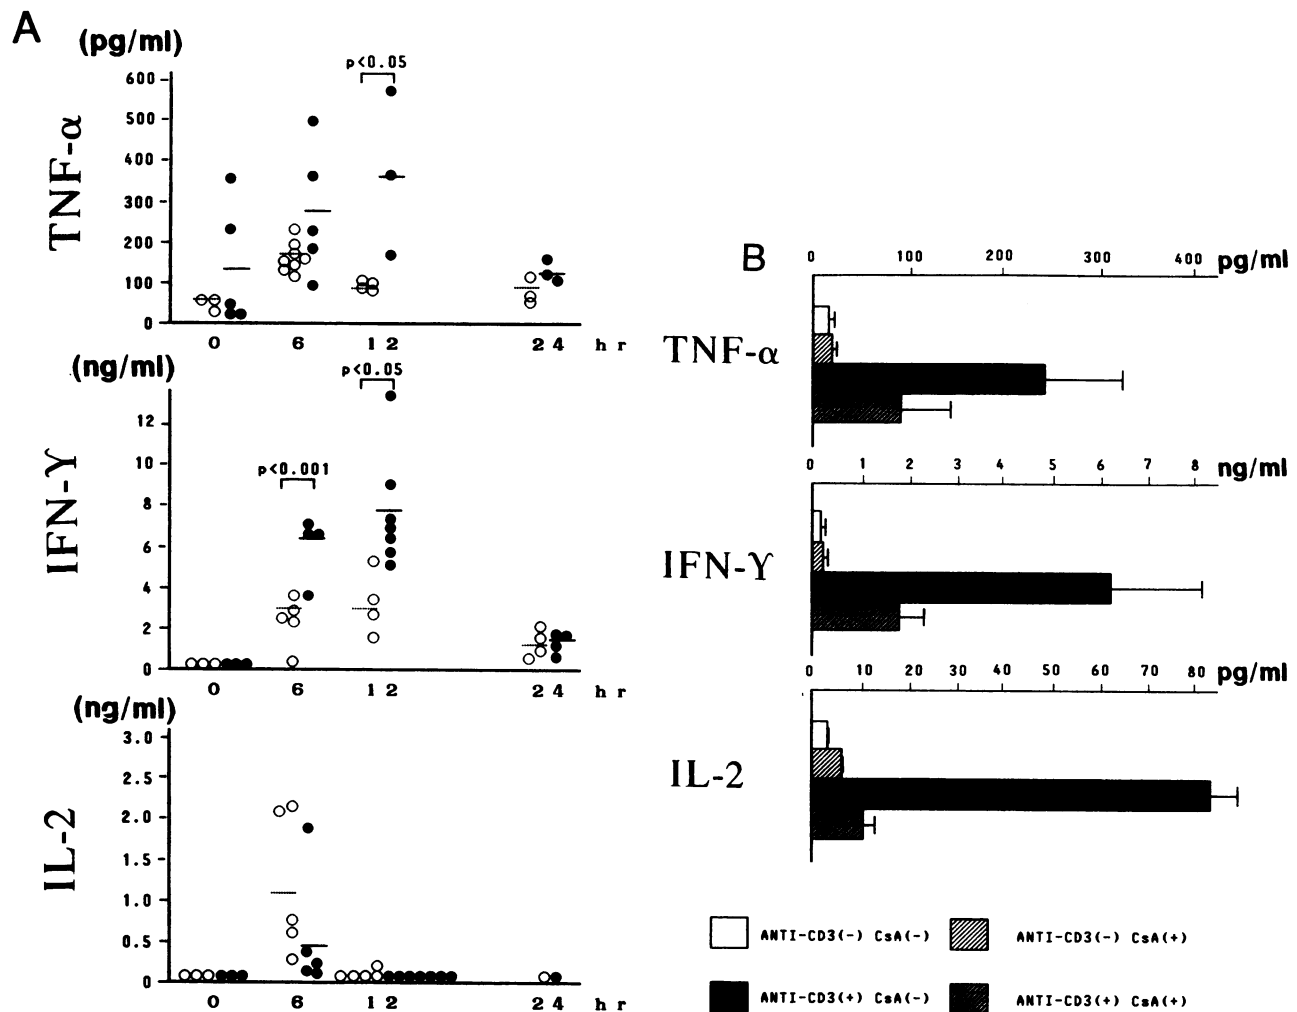 A
(pg/ml)
p<0.05
600
500
400
300
200
100
0
TNF-α
0 6 12 24 hr
(ng/ml)
p<0.05
p<0.001
12
10
8
6
4
2
0
IFN-ϒ
0 6 12 24 hr
(ng/ml)
3.0
2.5
2.0
1.5
1.0
0.5
0
IL-2
0 6 12 24 hr
B
0 100 200 300 400 pg/ml
TNF-α
0 1 2 3 4 5 6 7 8 ng/ml
IFN-ϒ
0 10 20 30 40 50 60 70 80 pg/ml
IL-2
ANTI-CD3(-) CsA(-)
ANTI-CD3(-) CsA(+)
ANTI-CD3(+) CsA(-)
ANTI-CD3(+) CsA(+)